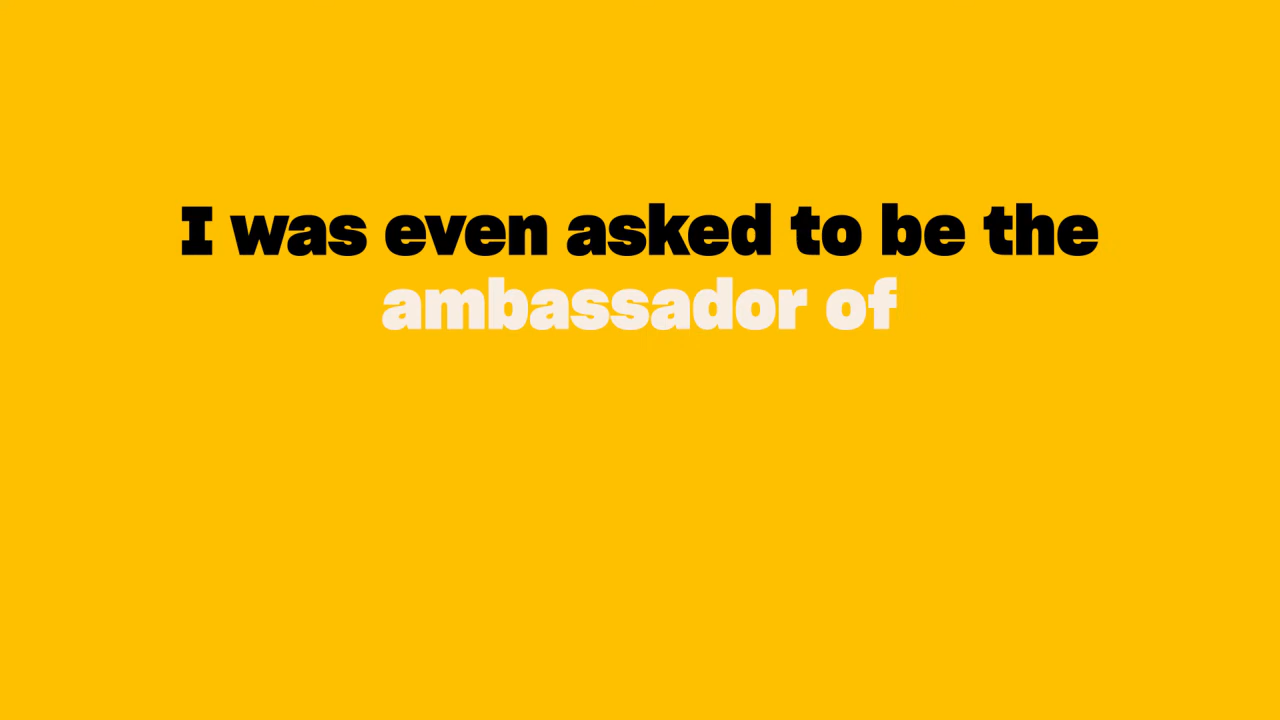 I was even asked to be the
ambassador of